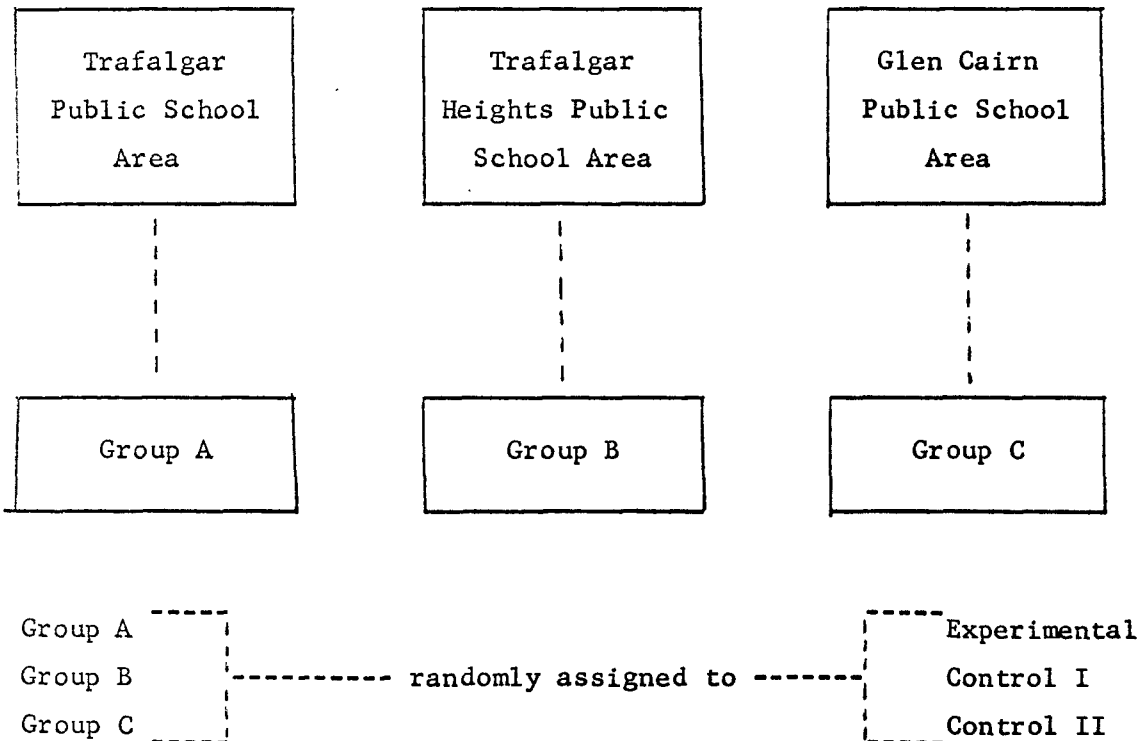 Trafalgar
Public School
Area
Trafalgar
Heights Public
School Area
Glen Cairn
Public School
Area
Group A
Group B
Group C
Group A
Group B
Group C
randomly assigned to
Experimental
Control I
Control II